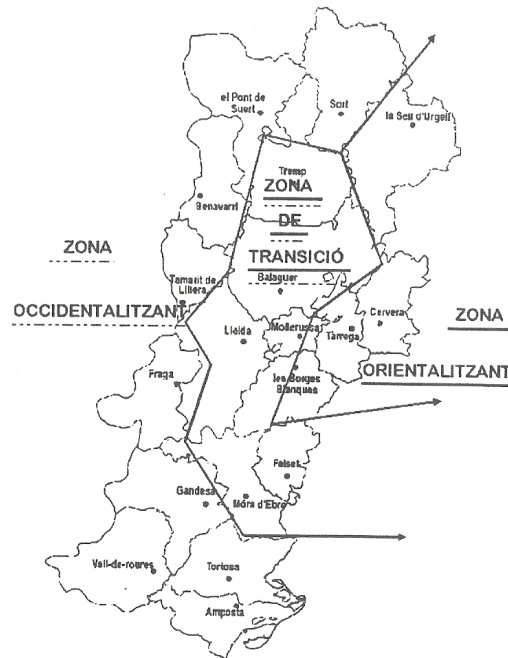 el Pont de
Suert
Sort
la Seu d'Urgell
Tremp
ZONA
Benavarri
DE
ZONA
TRANSICIÓ
Balaguer
Tamarit de
Llitera
OCCIDENTALITZANT
Lleida
Mollerussa
Tàrrega
Cervera
ZONA
Fraga
les Borges
Blanques
ORIENTALITZANT
Falset
Gandesa
Móra d'Ebre
Vall-de-roures
Tortosa
Amposta